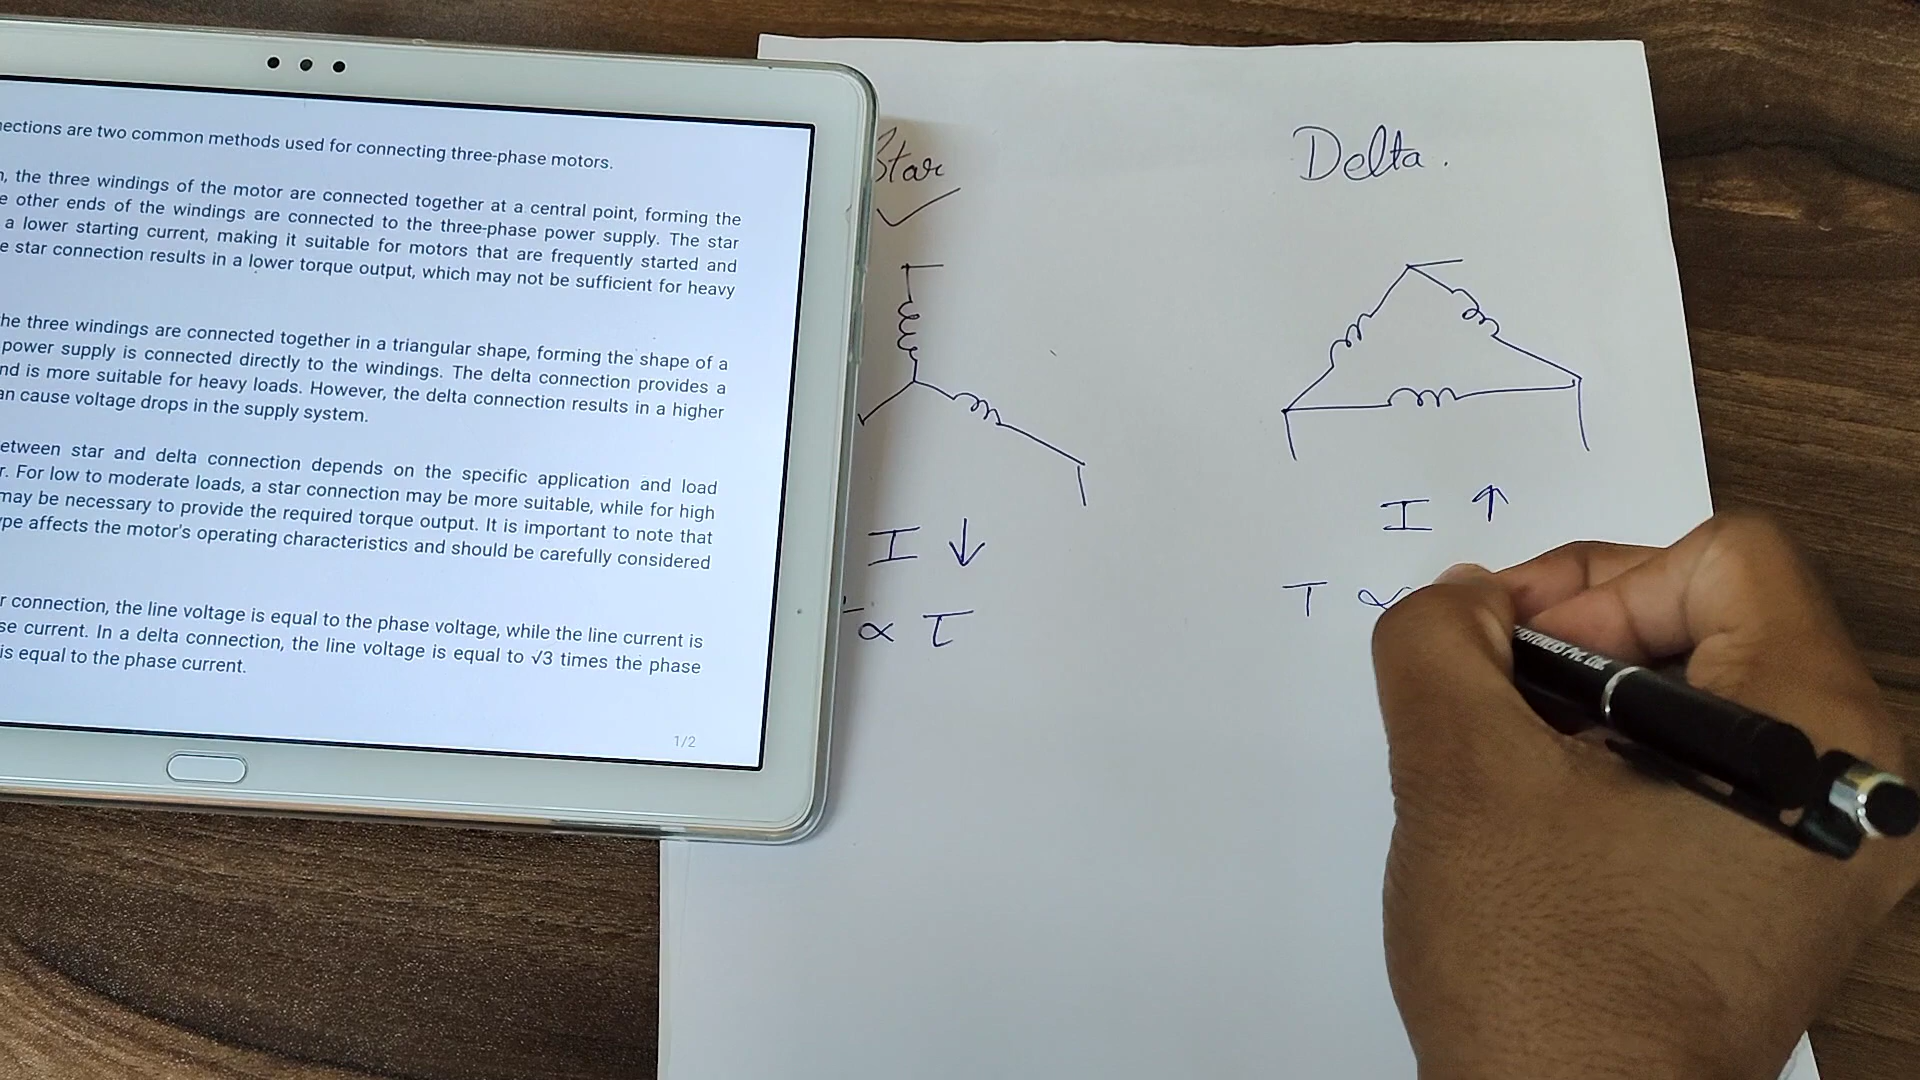 ections are two common methods used for connecting three-phase motors.
the three windings of the motor are connected together at a central point, forming the
e other ends of the windings are connected to the three-phase power supply. The star
a lower starting current, making it suitable for motors that are frequently started and
e star connection results in a lower torque output, which may not be sufficient for heavy
he three windings are connected together in a triangular shape, forming the shape of a
power supply is connected directly to the windings. The delta connection provides a
nd is more suitable for heavy loads. However, the delta connection results in a higher
an cause voltage drops in the supply system.
etween star and delta connection depends on the specific application and load
r. For low to moderate loads, a star connection may be more suitable, while for high
may be necessary to provide the required torque output. It is important to note that
ype affects the motor's operating characteristics and should be carefully considered
r connection, the line voltage is equal to the phase voltage, while the line current is
se current. In a delta connection, the line voltage is equal to √3 times the phase
is equal to the phase current.
1/2
Star
Delta.
I ↓
∝ τ
I ↑
T ∝